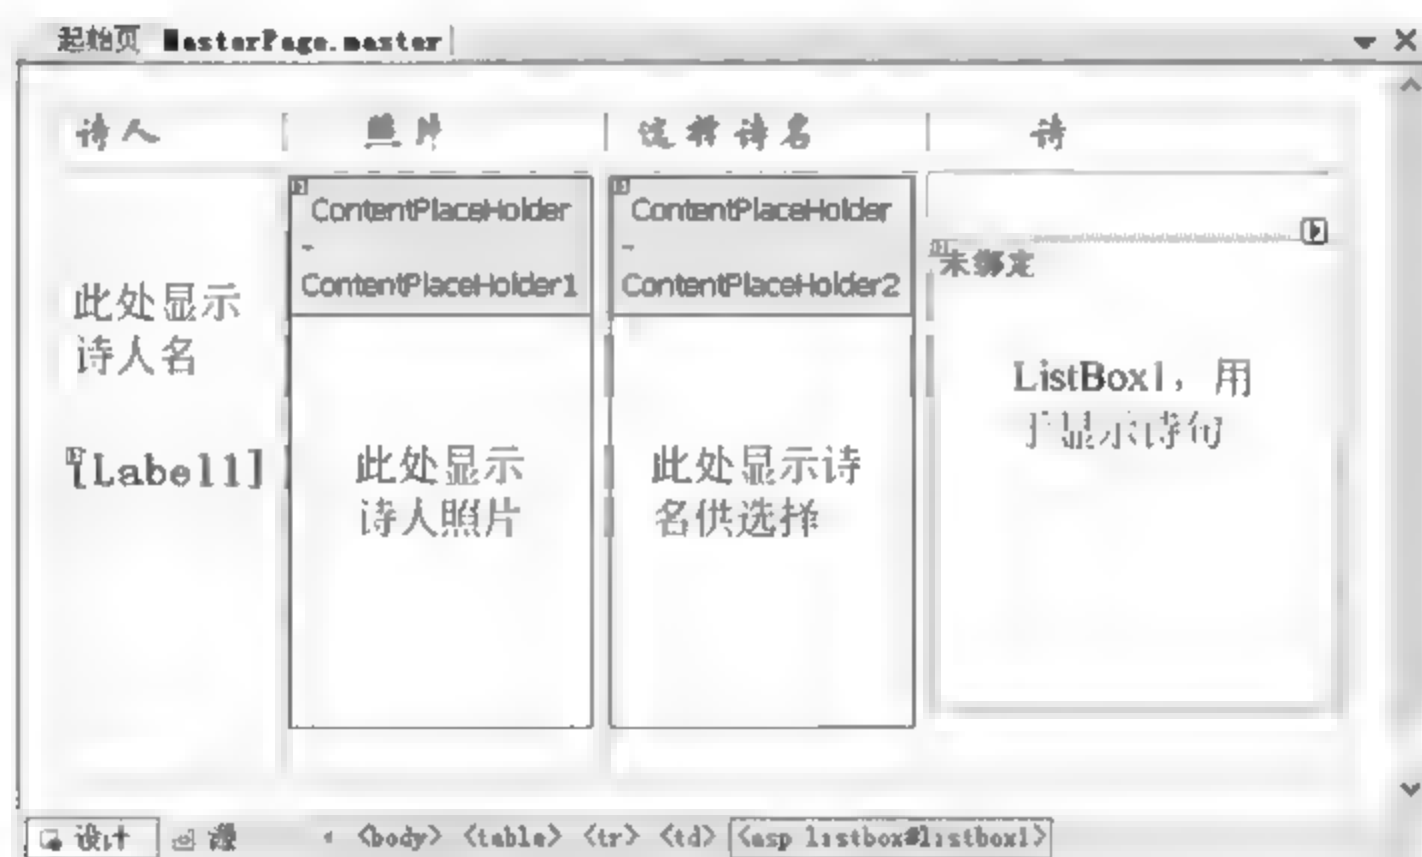 起始页 MasterPage.master
诗人 照片 选择诗名 诗
ContentPlaceHolder
-
ContentPlaceHolder1
ContentPlaceHolder
-
ContentPlaceHolder2
未绑定
此处显示
诗人名
[Label1]
此处显示
诗人照片
此处显示诗
名供选择
ListBox1，用
于显示诗句
设计 源 <body> <table> <tr> <td> <asp listbox#listbox1>